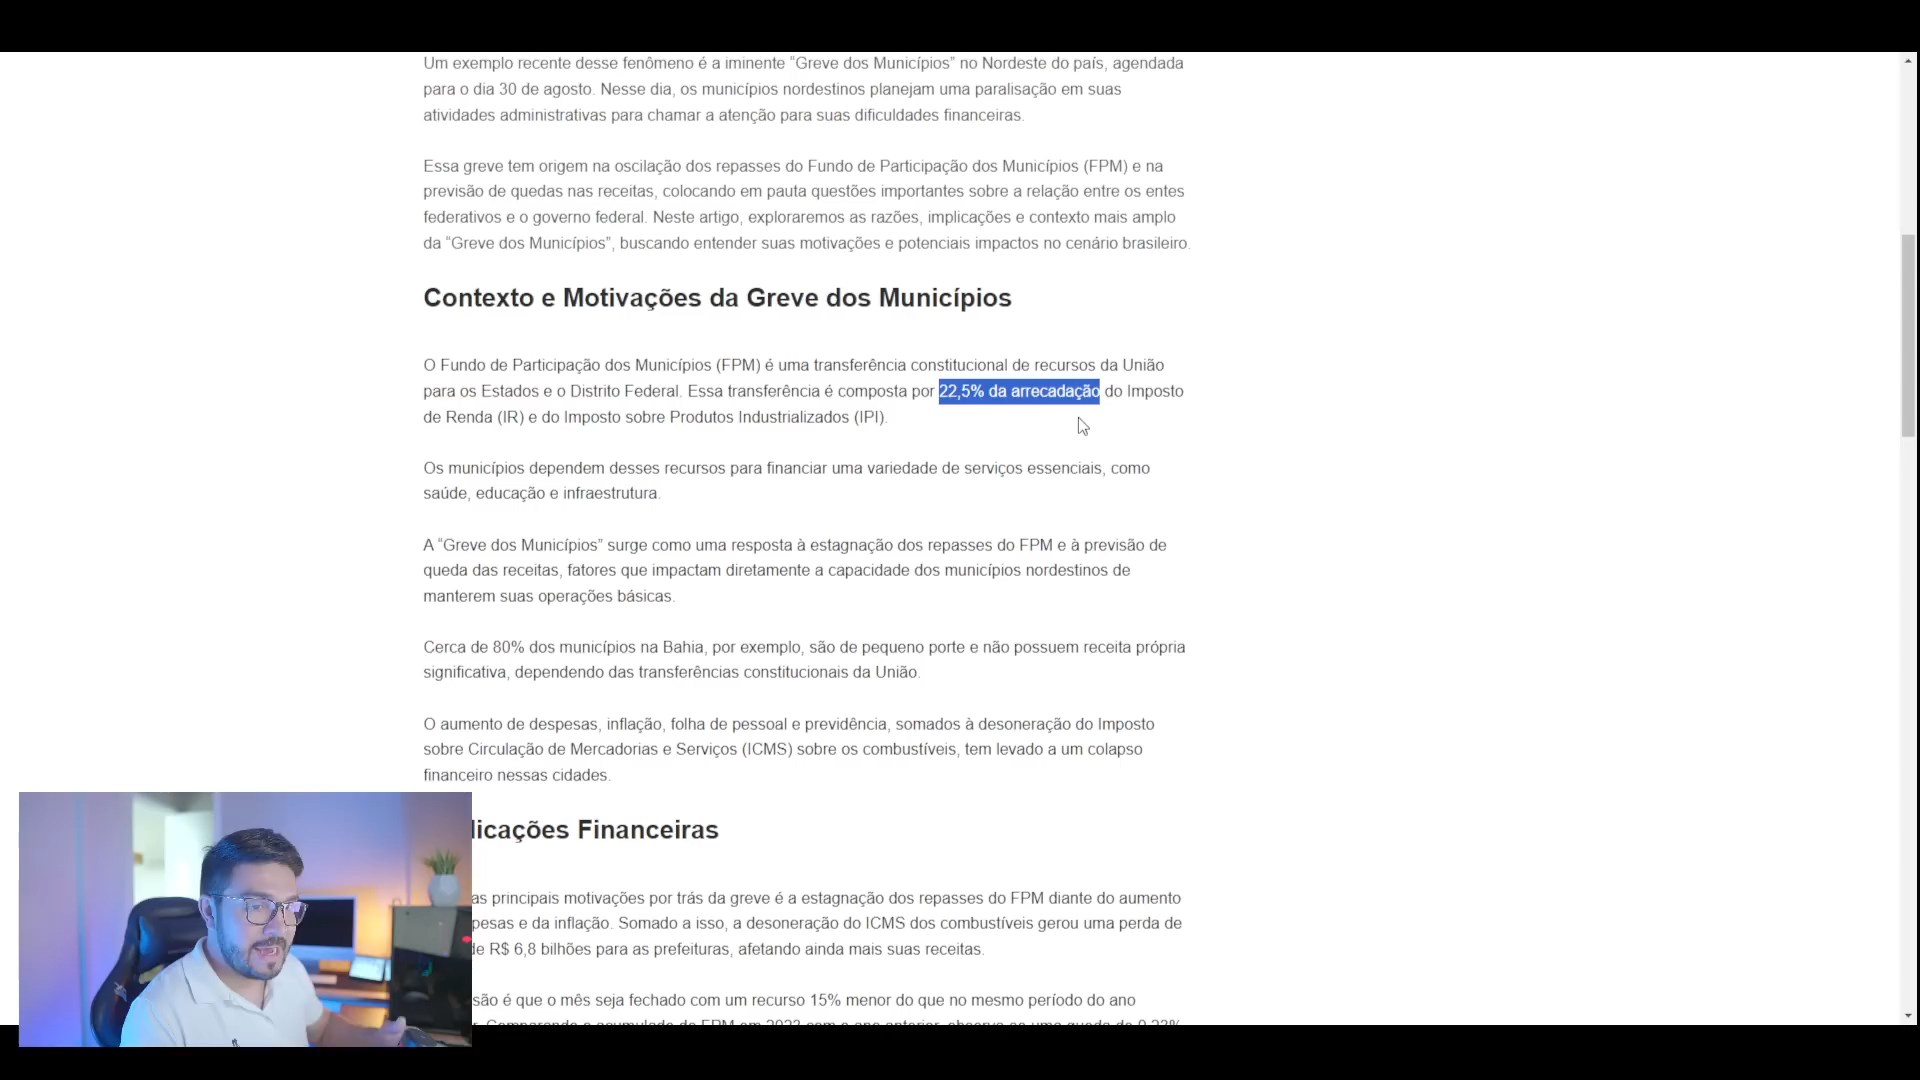 Um exemplo recente desse fenômeno é a iminente “Greve dos Municípios” no Nordeste do país, agendada
para o dia 30 de agosto. Nesse dia, os municípios nordestinos planejam uma paralisação em suas
atividades administrativas para chamar a atenção para suas dificuldades financeiras.
Essa greve tem origem na oscilação dos repasses do Fundo de Participação dos Municípios (FPM) e na
previsão de quedas nas receitas, colocando em pauta questões importantes sobre a relação entre os entes
federativos e o governo federal. Neste artigo, exploraremos as razões, implicações e contexto mais amplo
da “Greve dos Municípios”, buscando entender suas motivações e potenciais impactos no cenário brasileiro.
Contexto e Motivações da Greve dos Municípios
O Fundo de Participação dos Municípios (FPM) é uma transferência constitucional de recursos da União
para os Estados e o Distrito Federal. Essa transferência é composta por 22,5% da arrecadação do Imposto
de Renda (IR) e do Imposto sobre Produtos Industrializados (IPI).
Os municípios dependem desses recursos para financiar uma variedade de serviços essenciais, como
saúde, educação e infraestrutura.
A “Greve dos Municípios” surge como uma resposta à estagnação dos repasses do FPM e à previsão de
queda das receitas, fatores que impactam diretamente a capacidade dos municípios nordestinos de
manterem suas operações básicas.
Cerca de 80% dos municípios na Bahia, por exemplo, são de pequeno porte e não possuem receita própria
significativa, dependendo das transferências constitucionais da União.
O aumento de despesas, inflação, folha de pessoal e previdência, somados à desoneração do Imposto
sobre Circulação de Mercadorias e Serviços (ICMS) sobre os combustíveis, tem levado a um colapso
financeiro nessas cidades.
licações Financeiras
as principais motivações por trás da greve é a estagnação dos repasses do FPM diante do aumento
pesas e da inflação. Somado a isso, a desoneração do ICMS dos combustíveis gerou uma perda de
de R$ 6,8 bilhões para as prefeituras, afetando ainda mais suas receitas.
são é que o mês seja fechado com um recurso 15% menor do que no mesmo período do ano